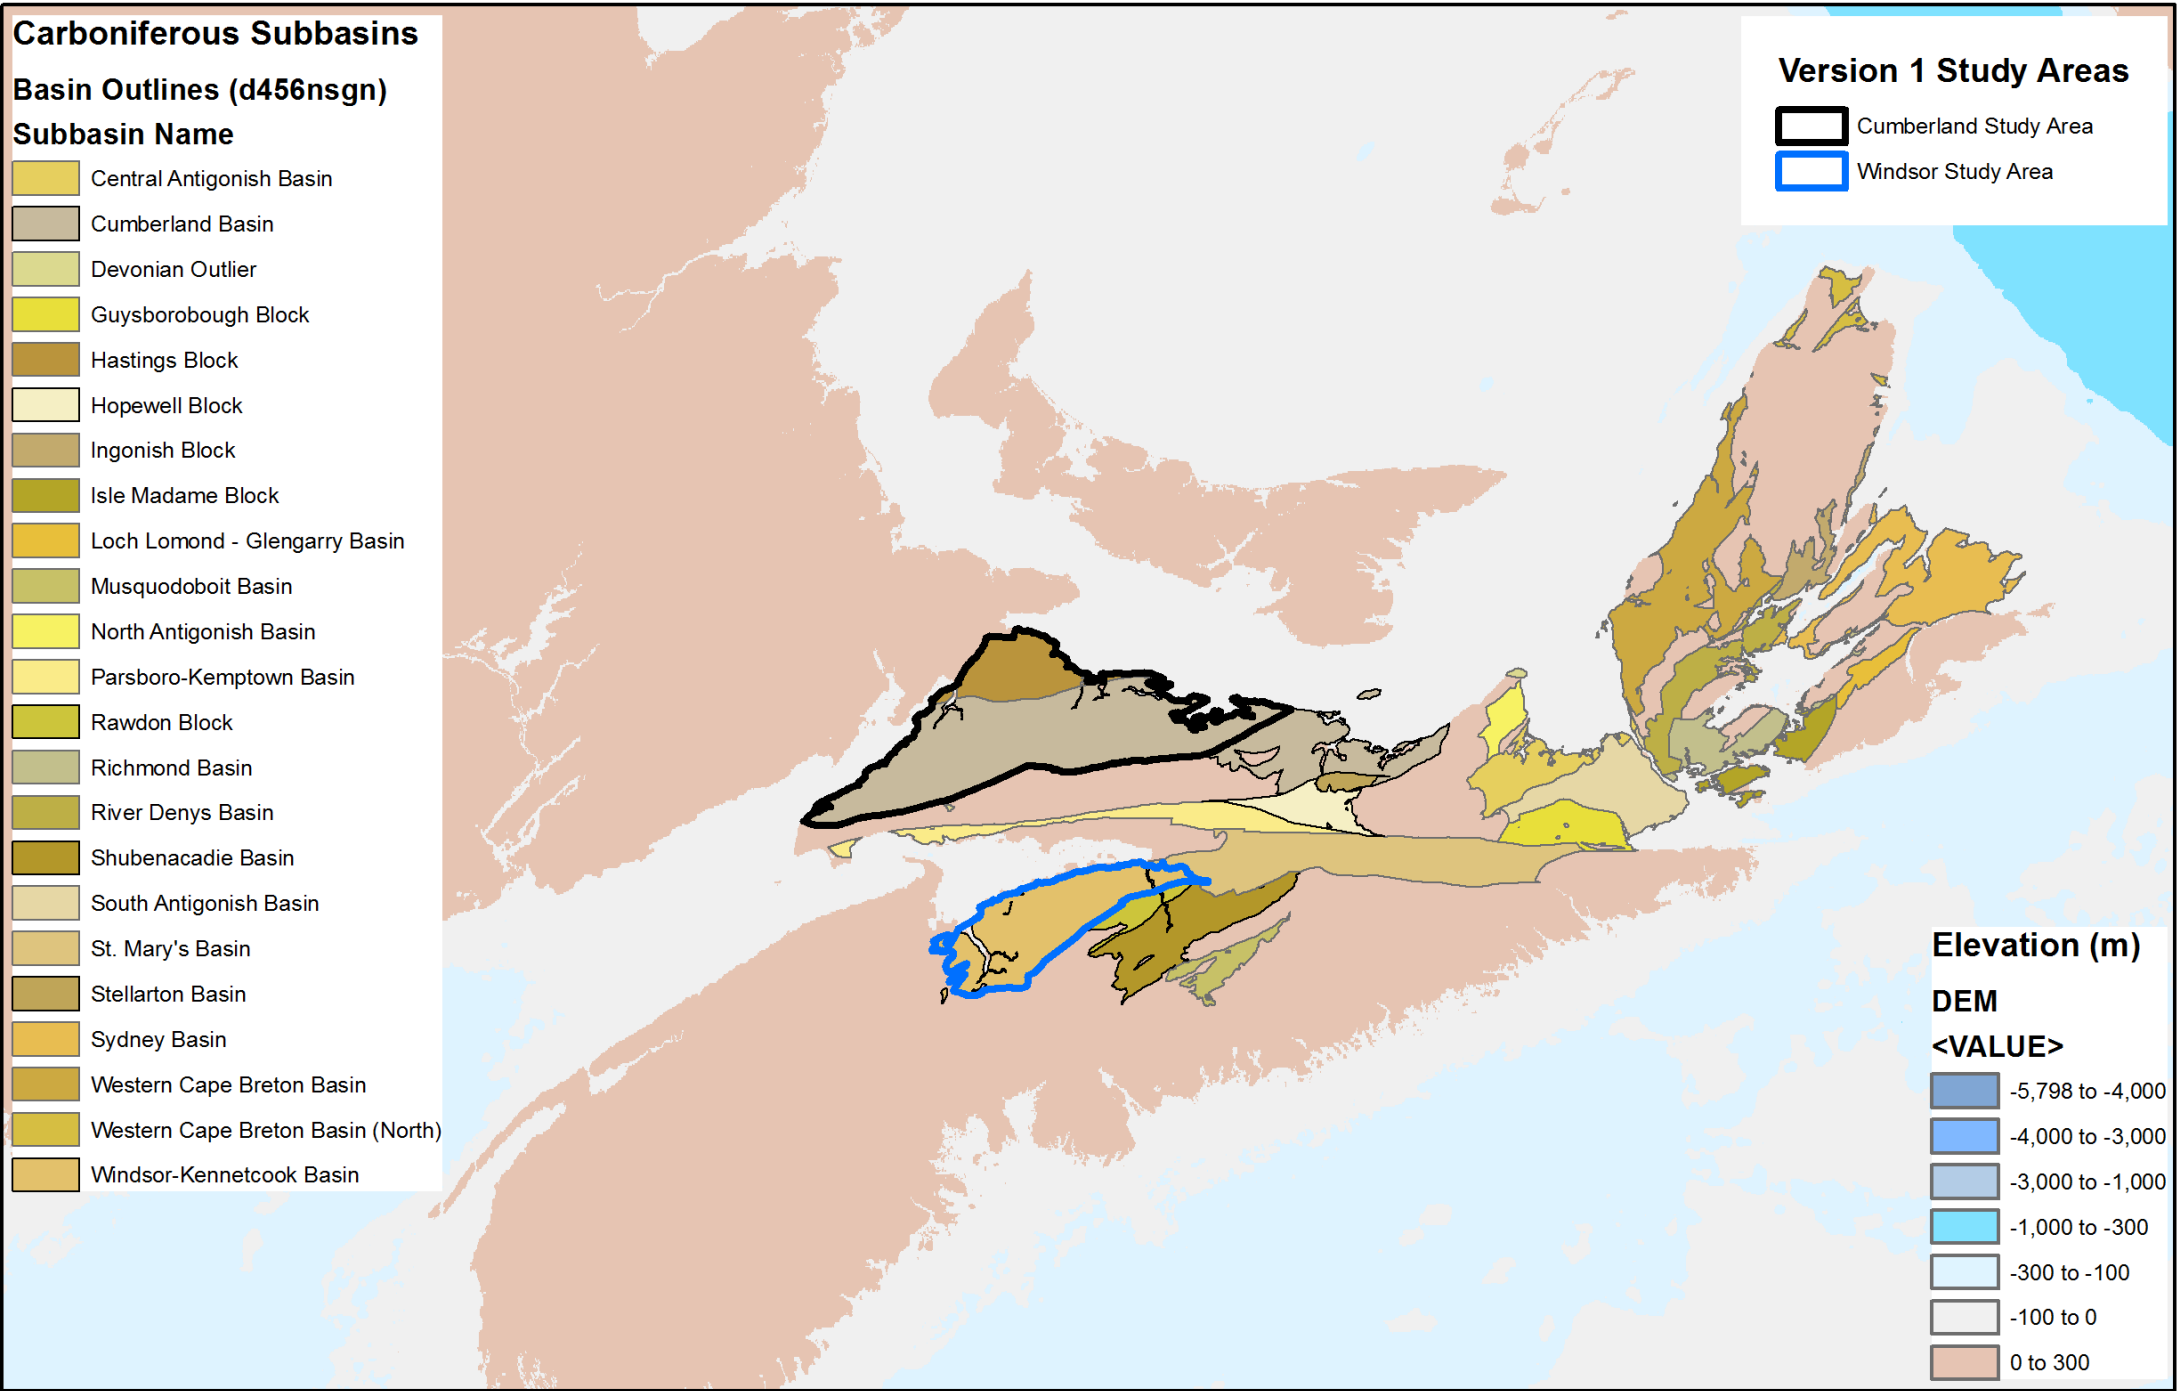 Carboniferous Subbasins
Basin Outlines (d456nsgn)
Subbasin Name
Central Antigonish Basin
Cumberland Basin
Devonian Outlier
Guysborobough Block
Hastings Block
Hopewell Block
Ingonish Block
Isle Madame Block
Loch Lomond - Glengarry Basin
Musquodoboit Basin
North Antigonish Basin
Parsboro-Kemptown Basin
Rawdon Block
Richmond Basin
River Denys Basin
Shubenacadie Basin
South Antigonish Basin
St. Mary's Basin
Stellarton Basin
Sydney Basin
Western Cape Breton Basin
Western Cape Breton Basin (North)
Windsor-Kennetcook Basin
Version 1 Study Areas
Cumberland Study Area
Windsor Study Area
Elevation (m)
DEM
<VALUE>
-5,798 to -4,000
-4,000 to -3,000
-3,000 to -1,000
-1,000 to -300
-300 to -100
-100 to 0
0 to 300